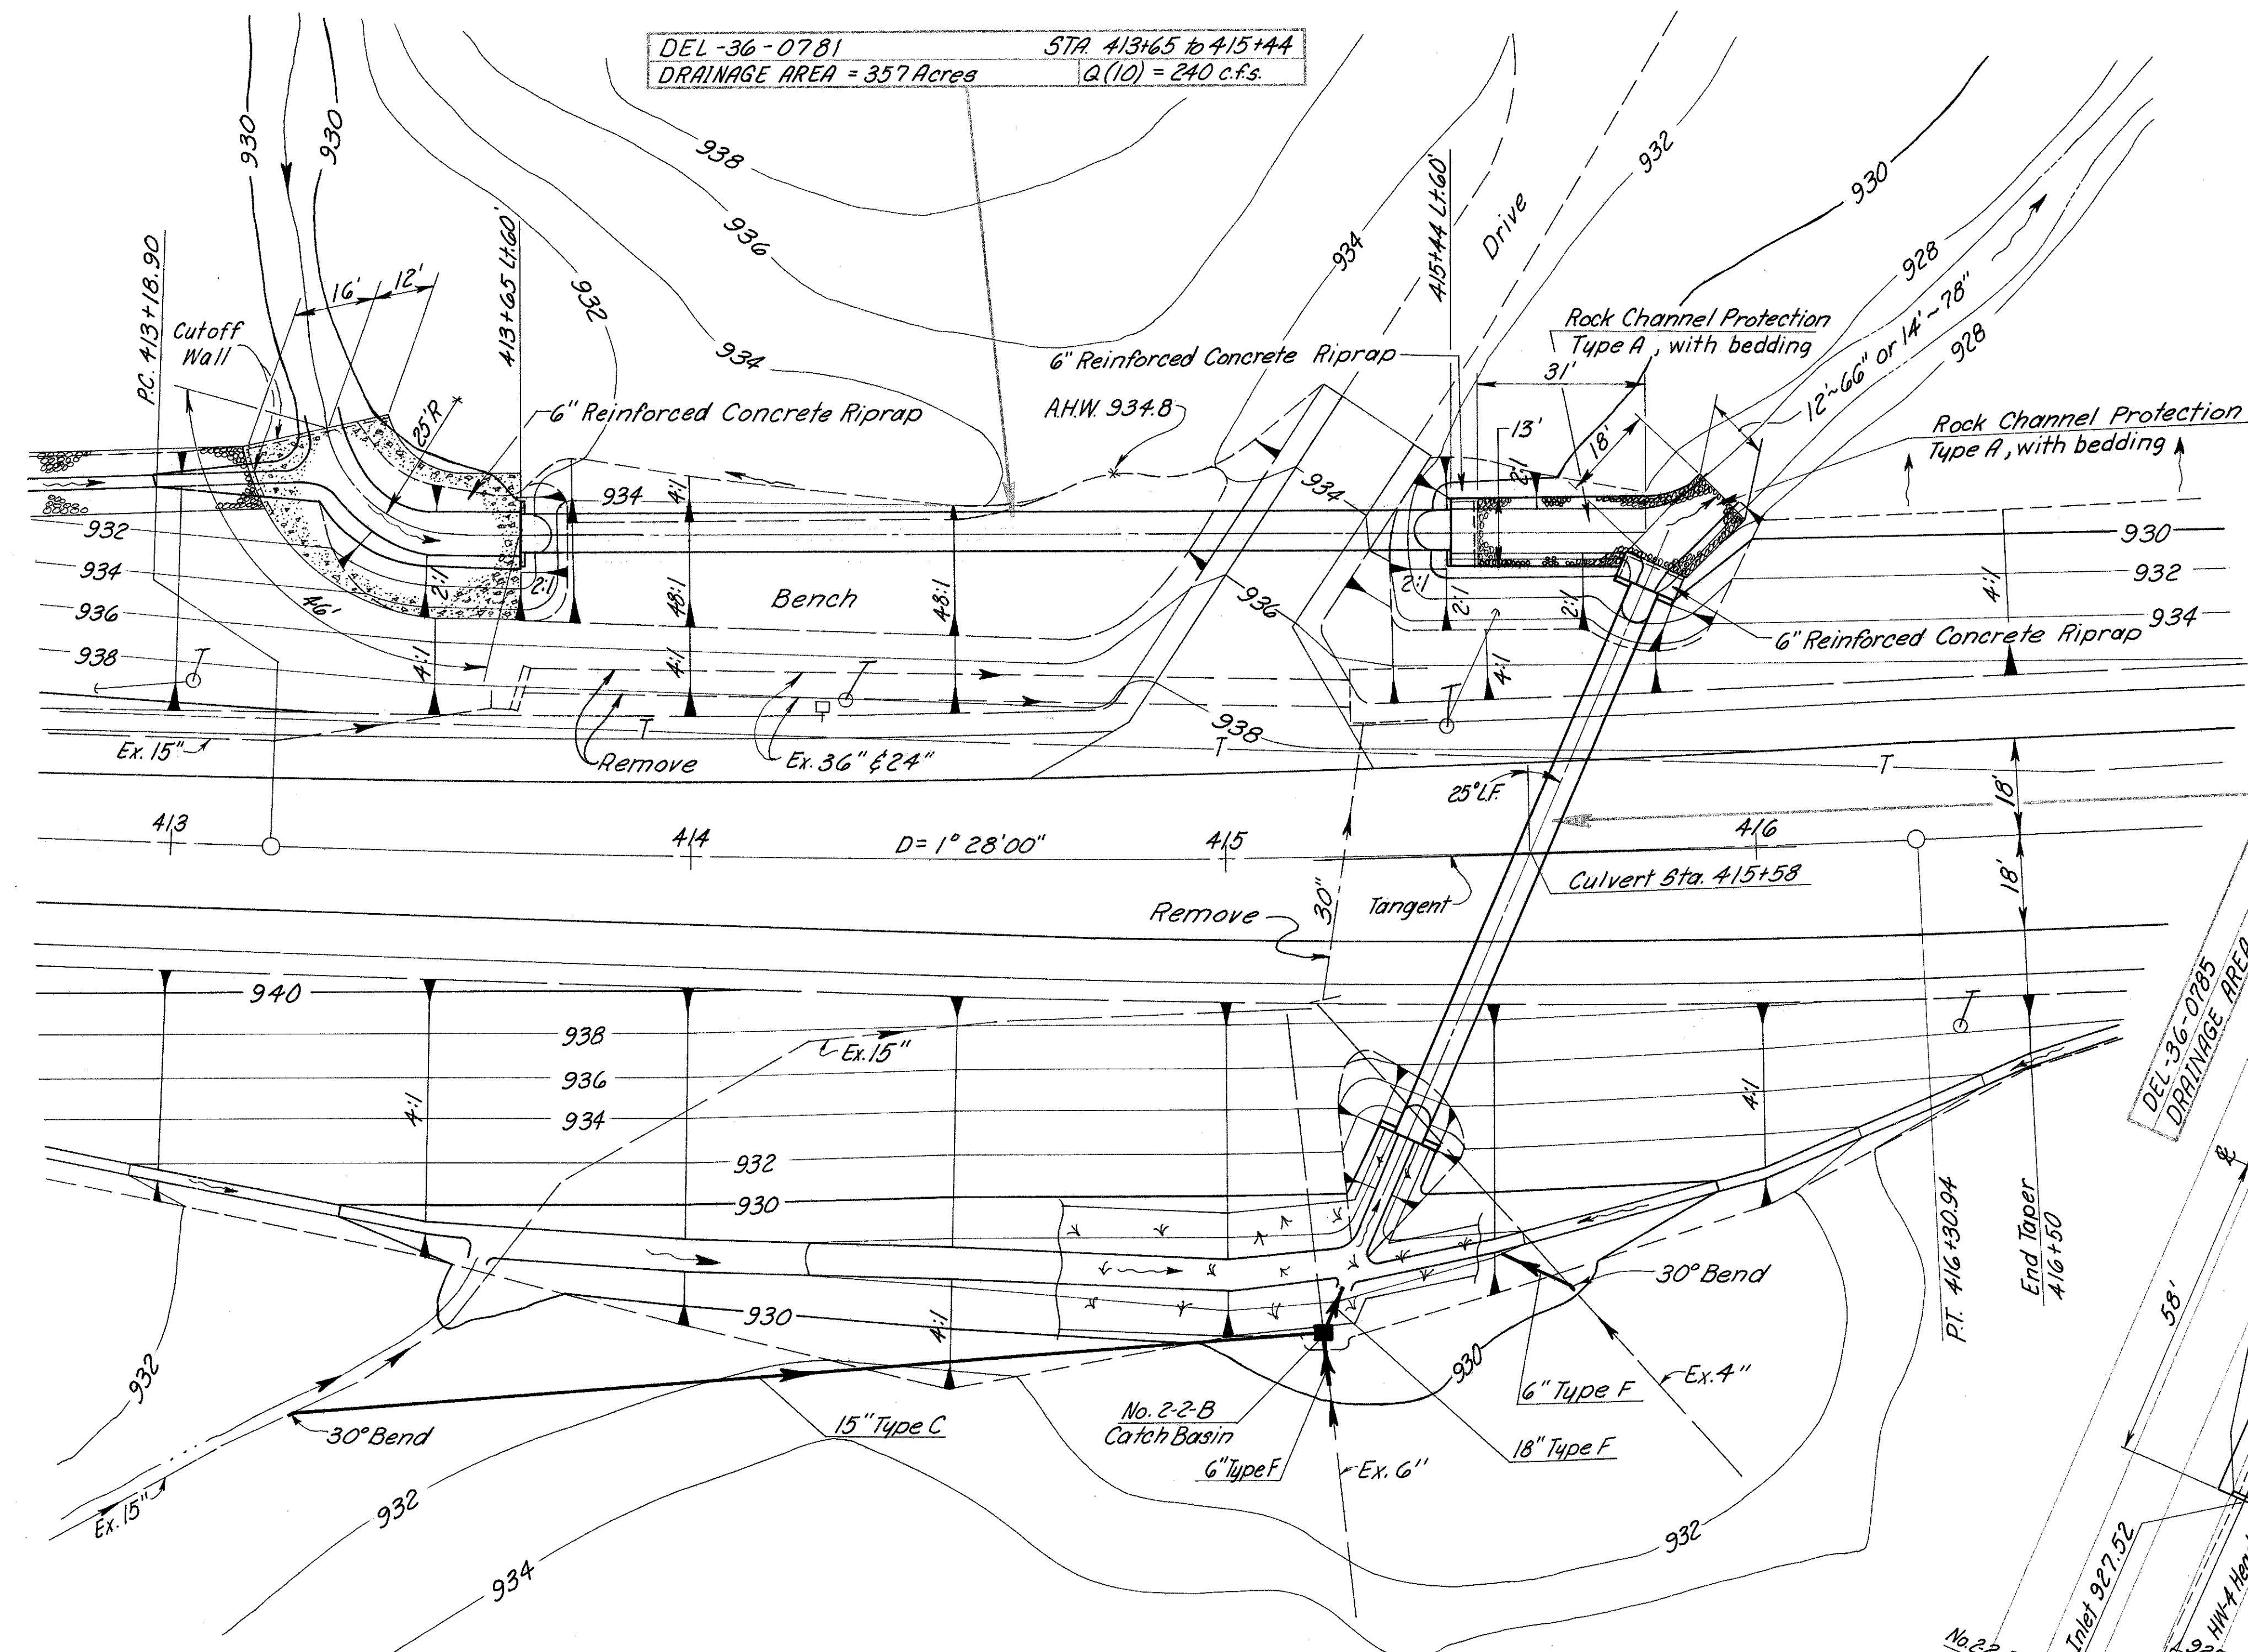 DEL-36-0781 STA. 413+65 to 415+44
DRAINAGE AREA = 357 Acres Q(10) = 240 c.f.s.
930
930
938
936
934
932
934
932
930
928
928
Drive
P.C. 413+18.90
16'
12'
Cutoff
Wall
413+65 Lt.60'
415+44 Lt.60'
25'R
6" Reinforced Concrete Riprap
6" Reinforced Concrete Riprap
A.H.W. 934.8
Rock Channel Protection
Type A, with bedding
31'
13'
18'
2:1
12'~66" or 14'~78"
Rock Channel Protection
Type A, with bedding
934
4:1
934
932
934
936
938
46'
2:1
2:1
4:1
48:1
4:1
Bench
48:1
936
2:1
2:1
2:1
4:1
930
932
934
4:1
6" Reinforced Concrete Riprap
T
T
T
Ex. 15"
Remove
Ex. 36" & 24"
938
25° L.F.
18'
18'
413
414
D= 1° 28'00"
415
416
Culvert Sta. 415+58
Tangent
Remove
30"
940
938
936
934
932
930
930
Ex. 15"
4:1
4:1
4:1
DEL-36-0785
DRAINAGE AREA
P.T. 416+30.94
End Taper
416+50
58'
30° Bend
30° Bend
15" Type C
No. 2-2-B
Catch Basin
6" Type F
Ex. 6"
18" Type F
6" Type F
Ex. 4"
930
932
932
934
932
Ex. 15"
Inlet 927.52
HW-4